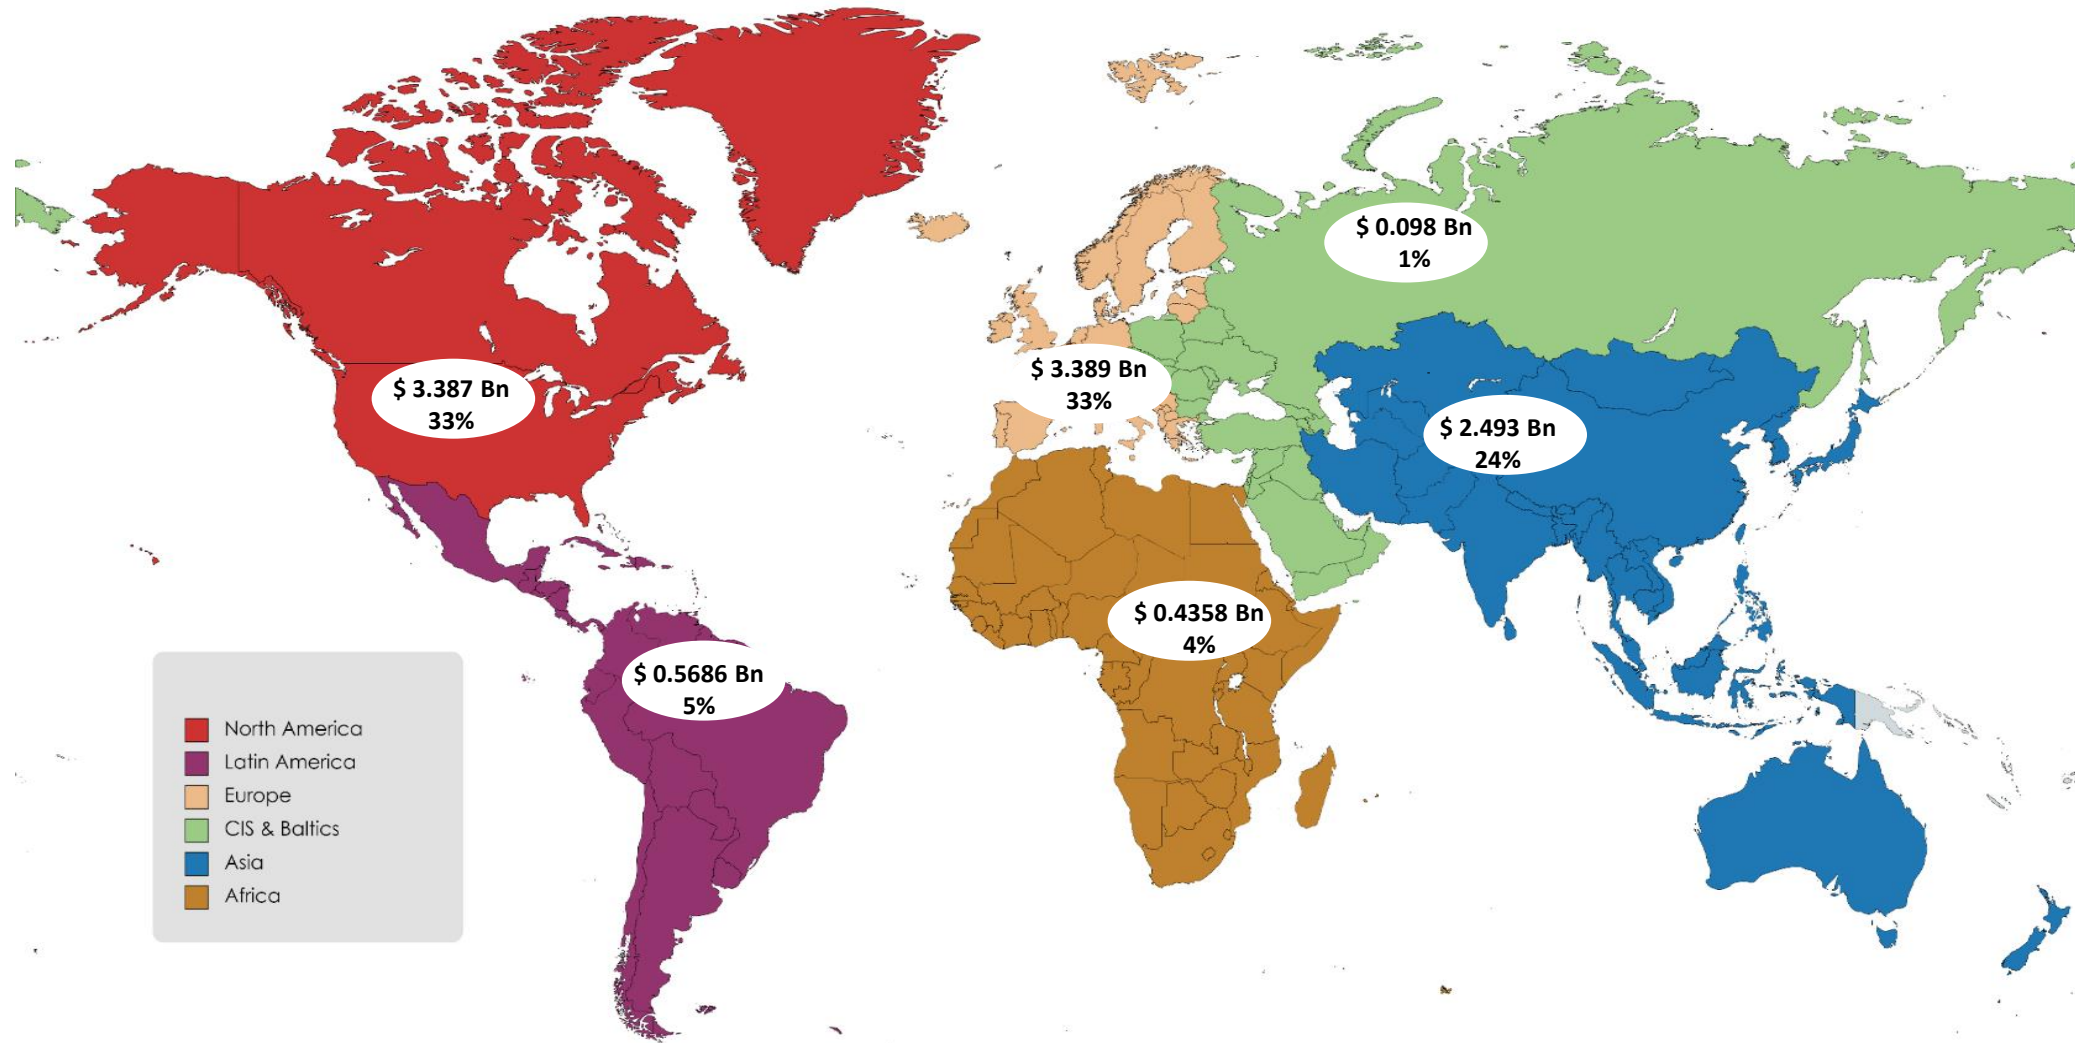 $ 0.098 Bn
1%
$ 3.387 Bn
33%
$ 3.389 Bn
33%
$ 2.493 Bn
24%
$ 0.4358 Bn
4%
$ 0.5686 Bn
5%
North America
Latin America
Europe
CIS & Baltics
Asia
Africa